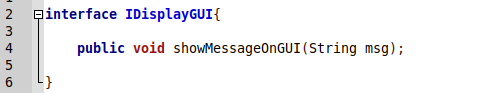 2 interface IDisplayGUI{
3
4 public void showMessageOnGUI(String msg);
5
6 }